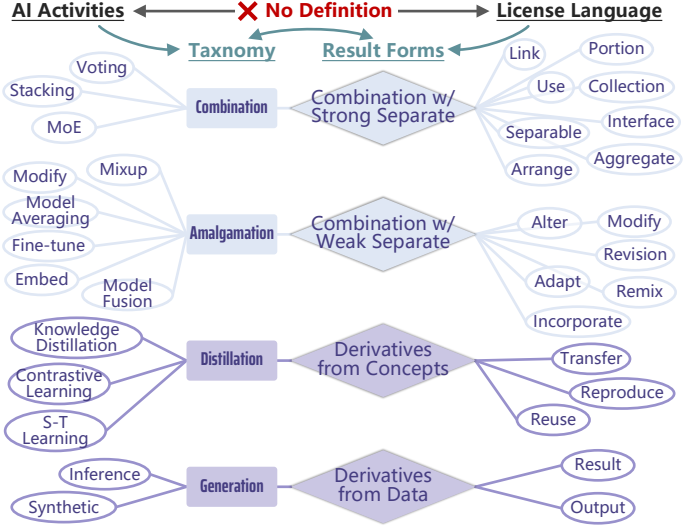 AI Activities
No Definition
License Language
Taxnomy
Result Forms
Voting
Stacking
MoE
Combination
Combination w/
Strong Separate
Link
Portion
Use
Collection
Interface
Separable
Aggregate
Arrange
Mixup
Modify
Model
Averaging
Fine-tune
Embed
Model
Fusion
Amalgamation
Combination w/
Weak Separate
Alter
Modify
Revision
Adapt
Remix
Incorporate
Knowledge
Distillation
Contrastive
Learning
S-T
Learning
Distillation
Derivatives
from Concepts
Transfer
Reproduce
Reuse
Inference
Synthetic
Generation
Derivatives
from Data
Result
Output